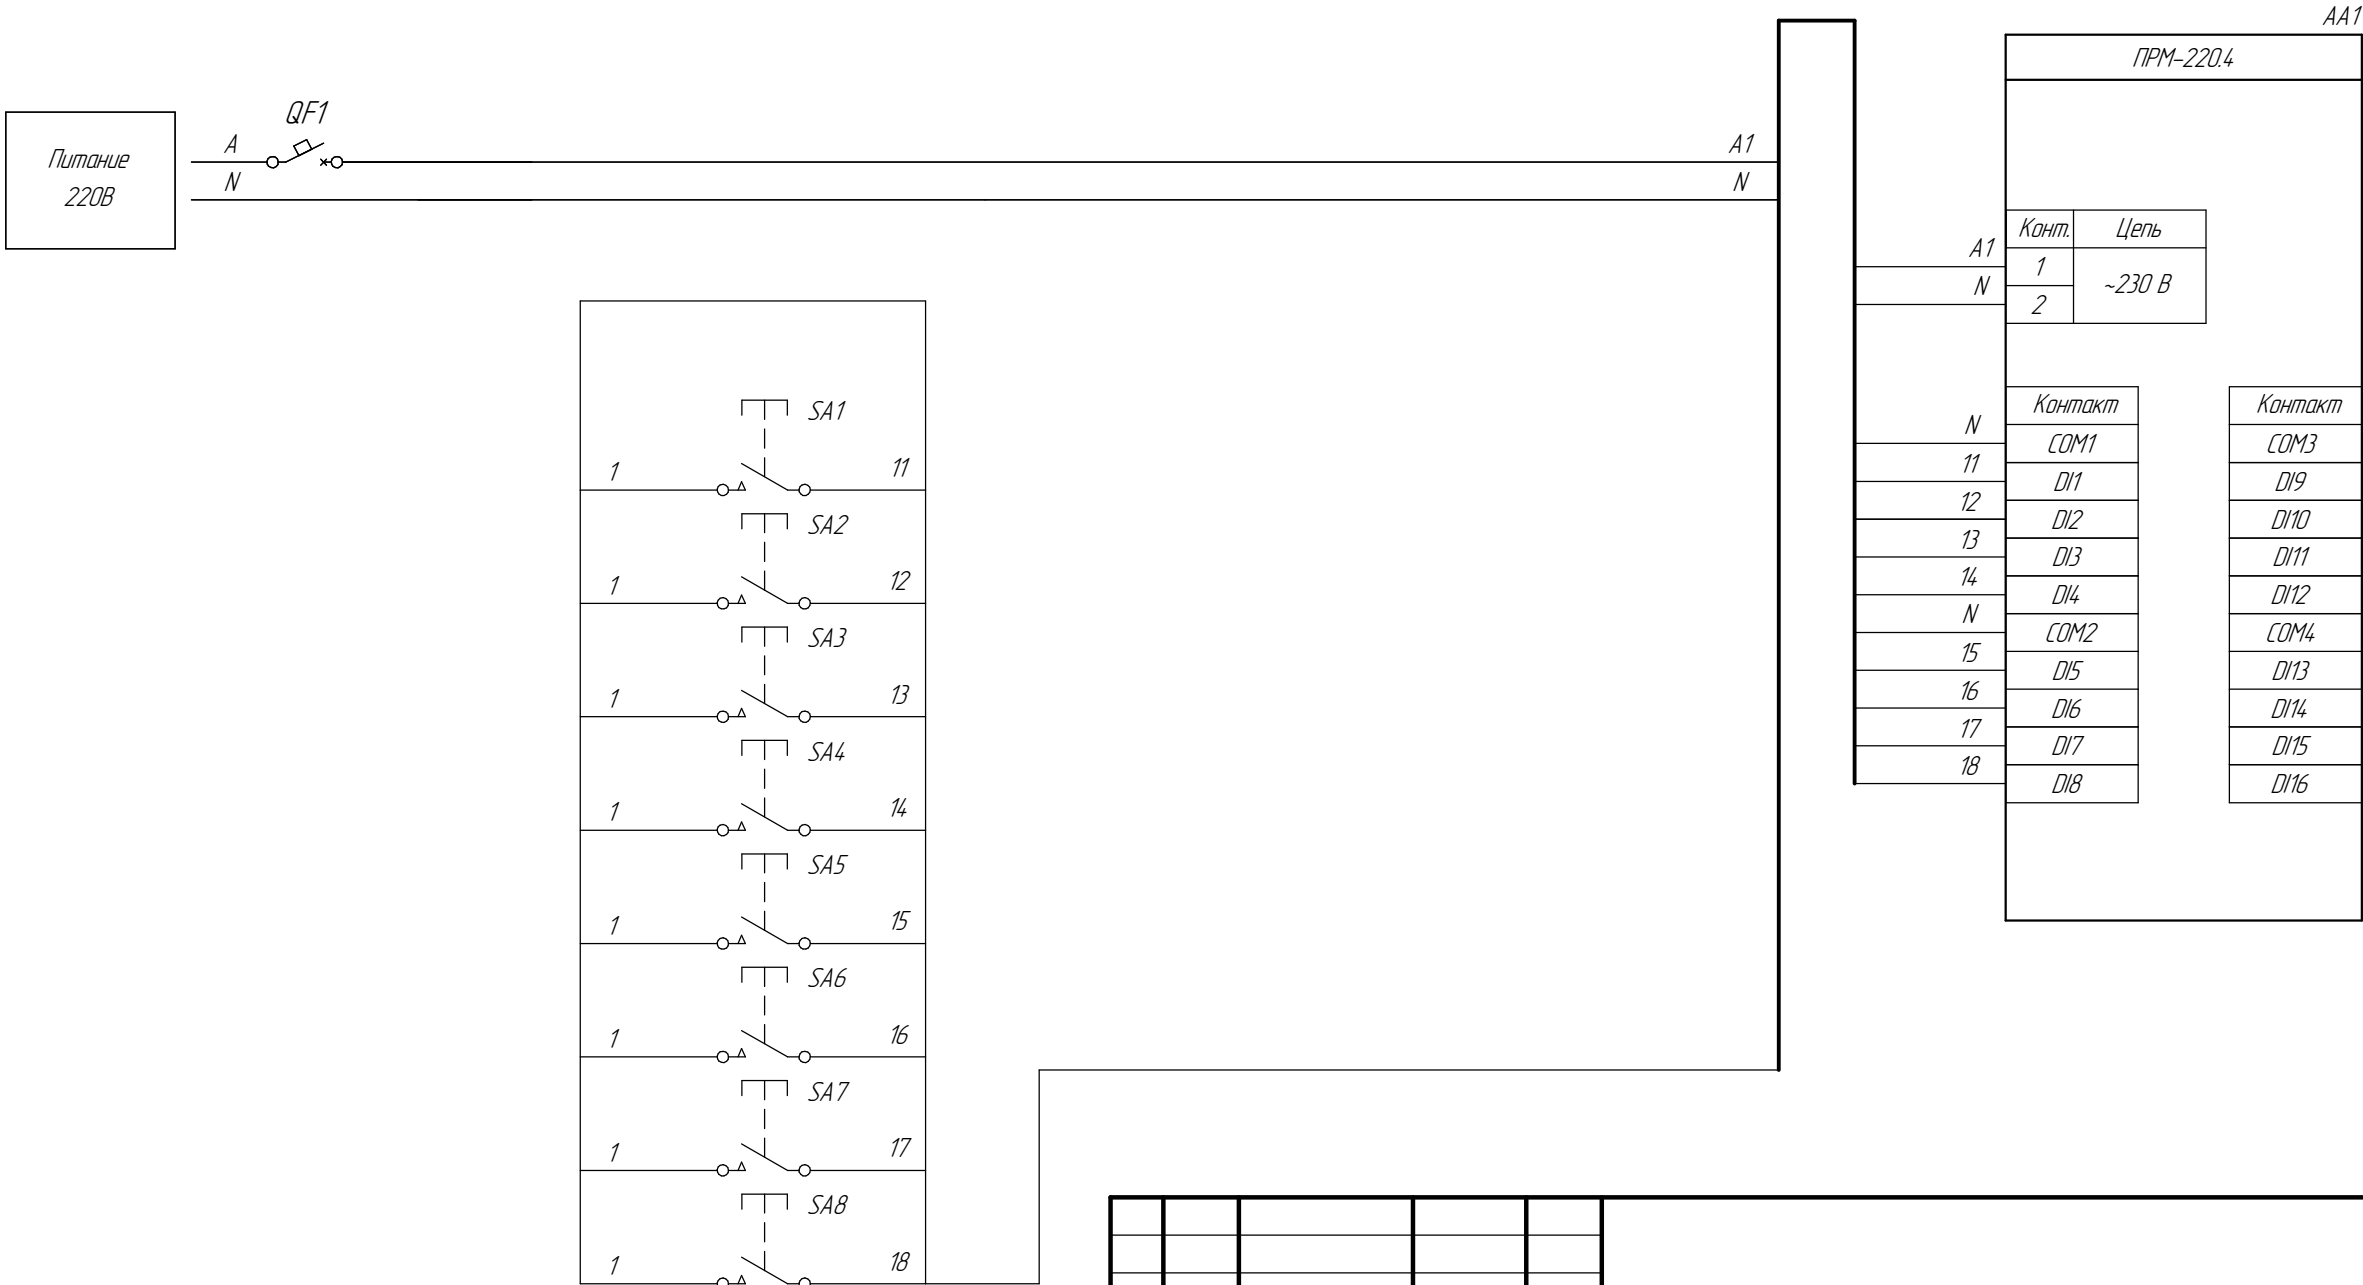 AA1
ПРМ-220.4
QF1
Питание
220В
A
N
A1
N
Конт. Цепь
A1 1 ~230 В
N 2
SA1
1 11
SA2
1 12
SA3
1 13
SA4
1 14
SA5
1 15
SA6
1 16
SA7
1 17
SA8
1 18
Контакт Контакт
N COM1 COM3
11 DI1 DI9
12 DI2 DI10
13 DI3 DI11
14 DI4 DI12
N COM2 COM4
15 DI5 DI13
16 DI6 DI14
17 DI7 DI15
18 DI8 DI16